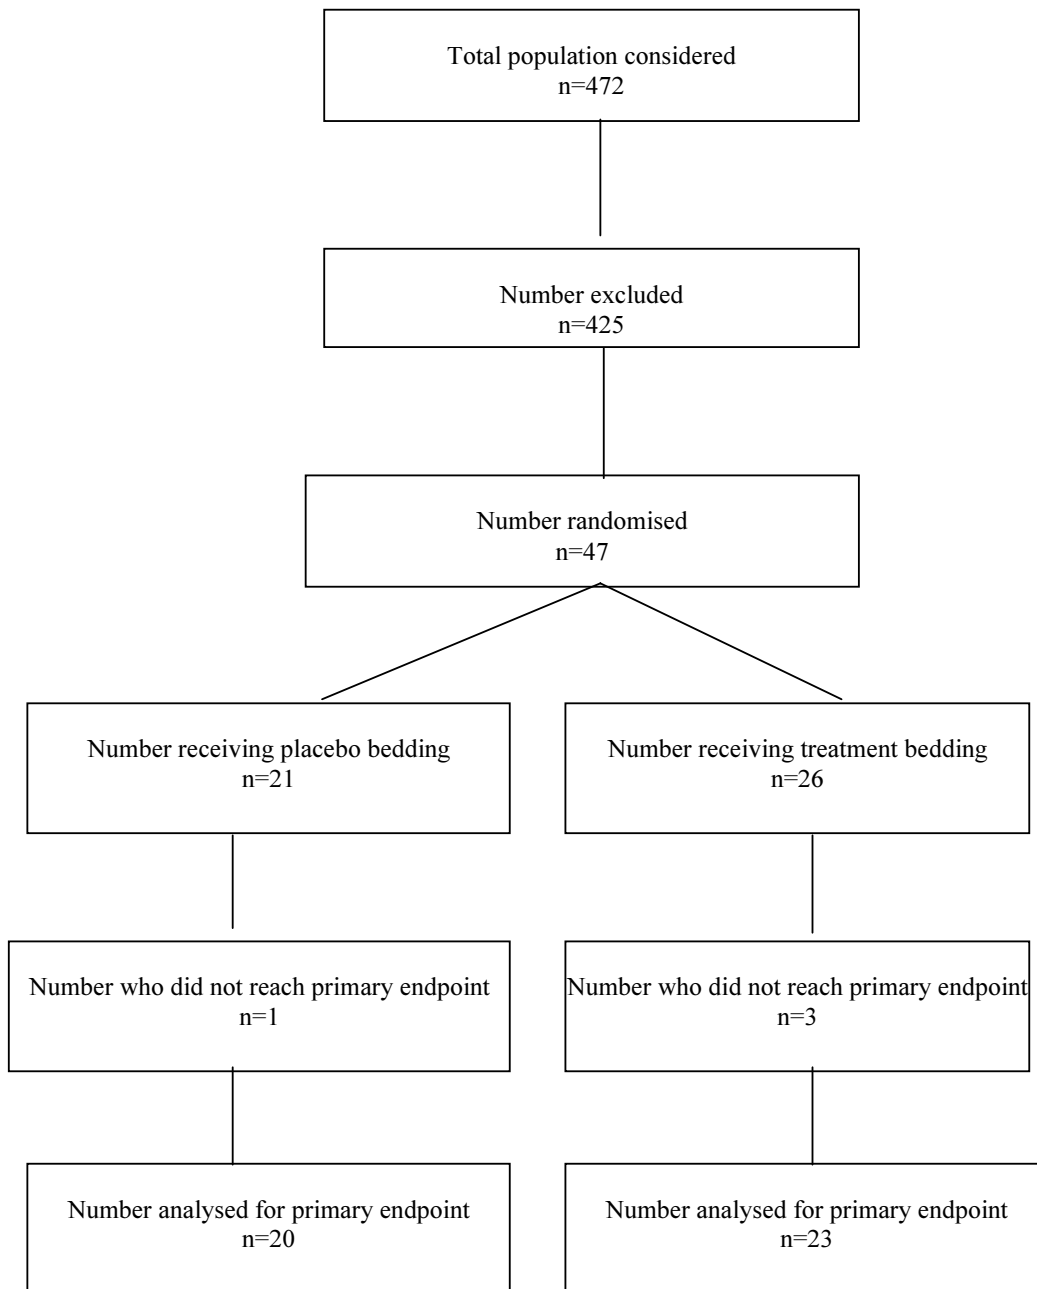 Total population considered
n=472
Number excluded
n=425
Number randomised
n=47
Number receiving placebo bedding
n=21
Number receiving treatment bedding
n=26
Number who did not reach primary endpoint
n=1
Number who did not reach primary endpoint
n=3
Number analysed for primary endpoint
n=20
Number analysed for primary endpoint
n=23